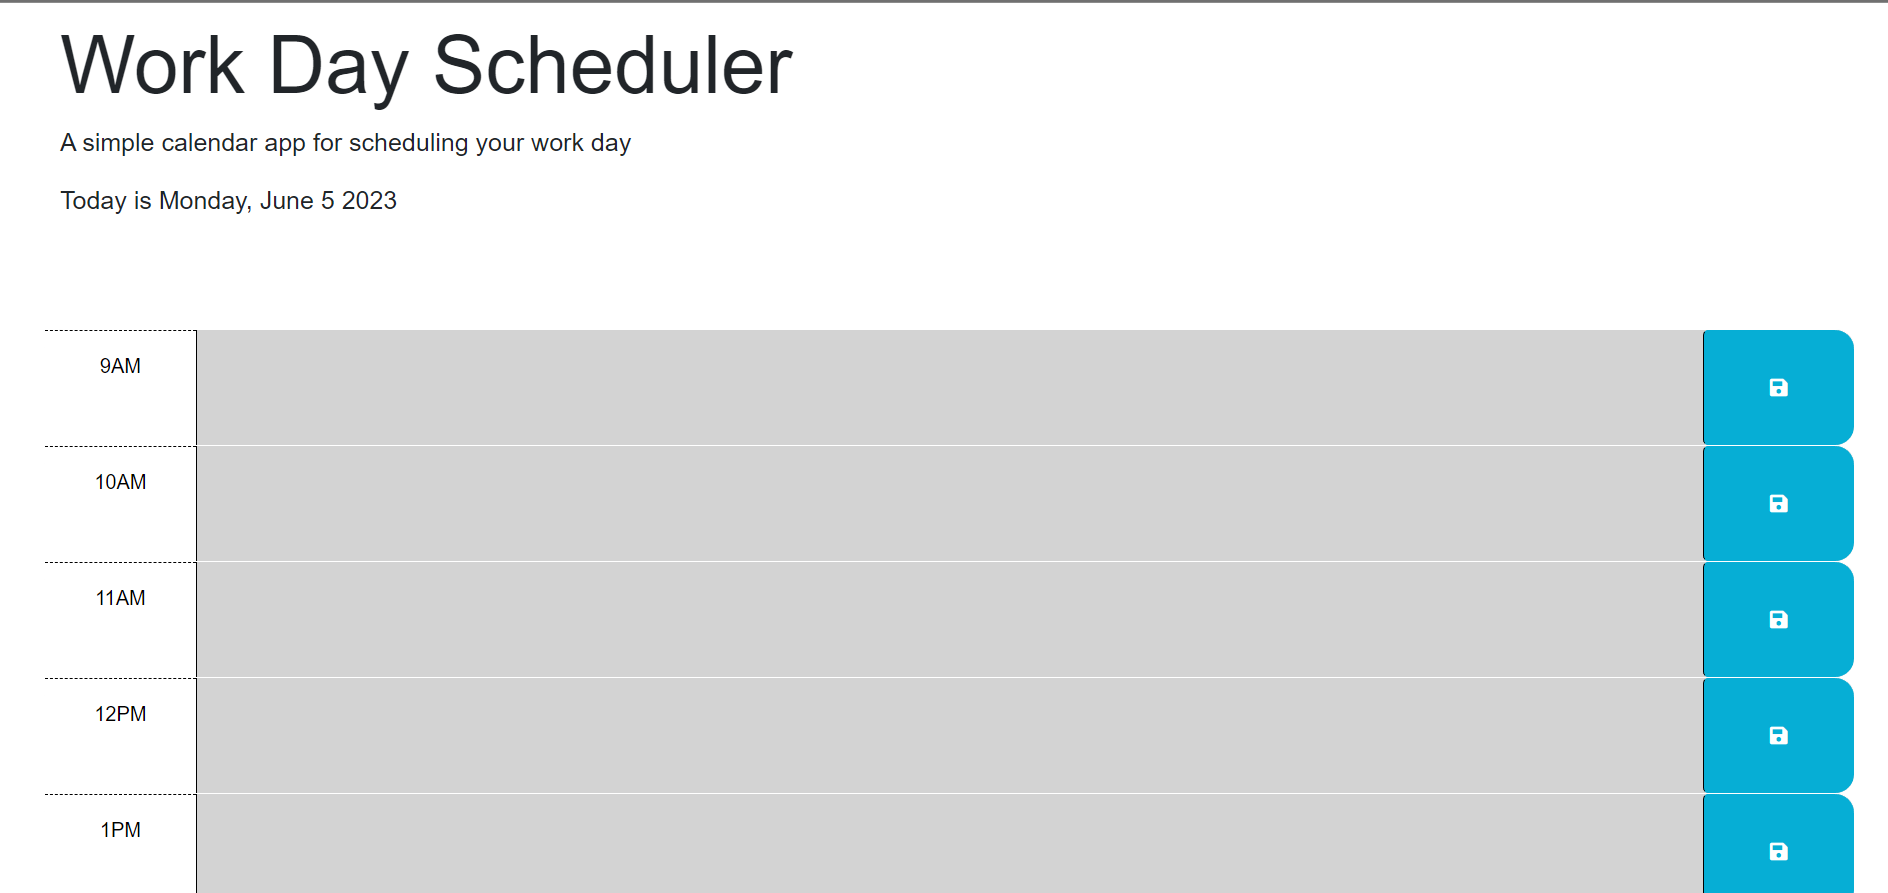 Work Day Scheduler
A simple calendar app for scheduling your work day
Today is Monday, June 5 2023
9AM
10AM
11AM
12PM
1PM